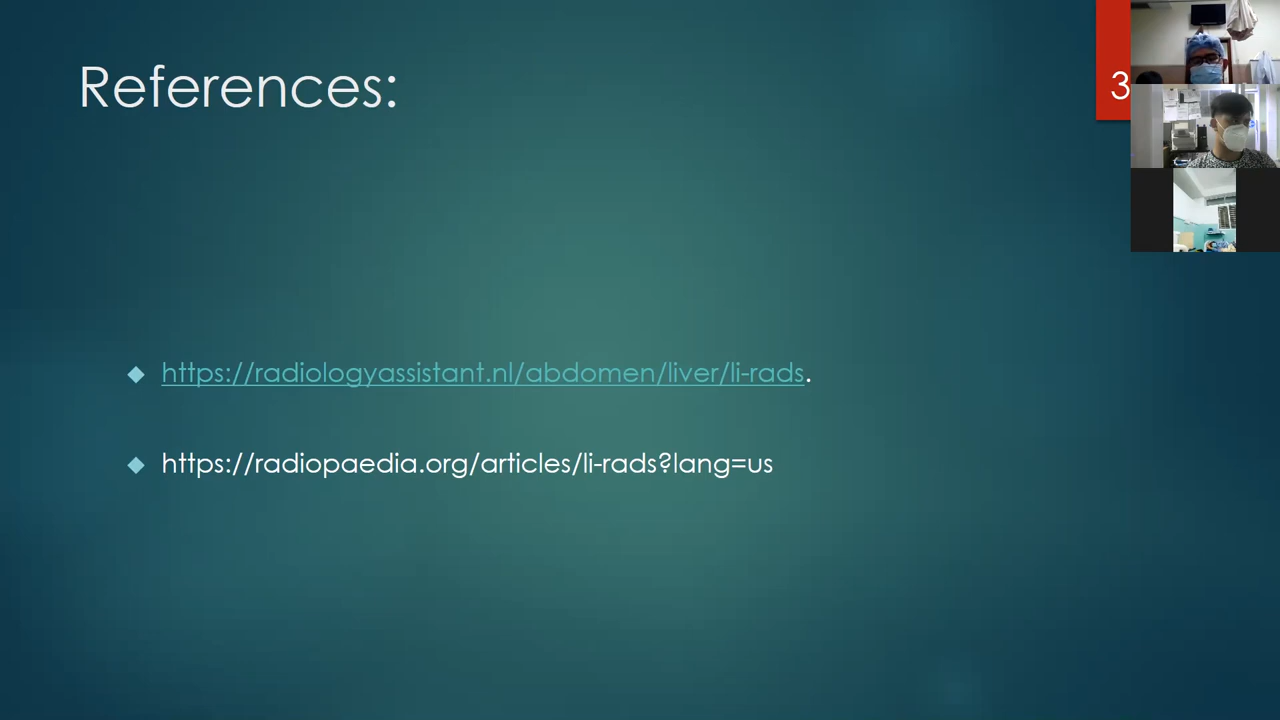 References:
3
https://radiologyassistant.nl/abdomen/liver/li-rads.
https://radiopaedia.org/articles/li-rads?lang=us